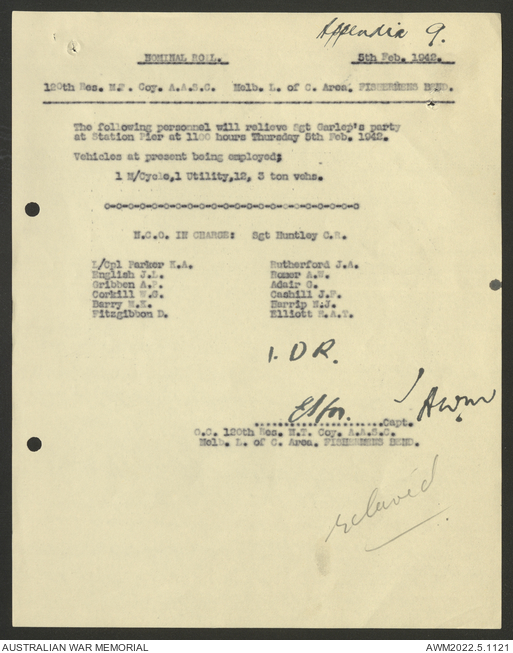 Appendix 9.
NOMINAL ROLL. 5th Feb. 1942.
120th Res. M.T. Coy. A.A.S.C. Melb. L. of C. Area. FISHERMENS BEND.
The following personnel will relieve Sgt Garlep's party
at Station Pier at 1100 hours Thursday 5th Feb. 1942.
Vehicles at present being employed;
1 M/Cycle,1 Utility,12, 3 ton vehs.
N.C.O. IN CHARGE: Sgt Huntley C.R.
L/Cpl Parker K.A. Rutherford J.A.
English J.L. Bomer A.W.
Gribben A.P. Adair G.
Corkill W.G. Cashill J.P.
Barry M.K. Harrip N.J.
Fitzgibbon D. Elliott E.A.T.
1. D R.
Capt.
O.C. 120th Res. M.T. Coy. A.A.S.C.
Melb. L. of C. Area. FISHERMENS BEND.
AUSTRALIAN WAR MEMORIAL AWM2022.5.1121